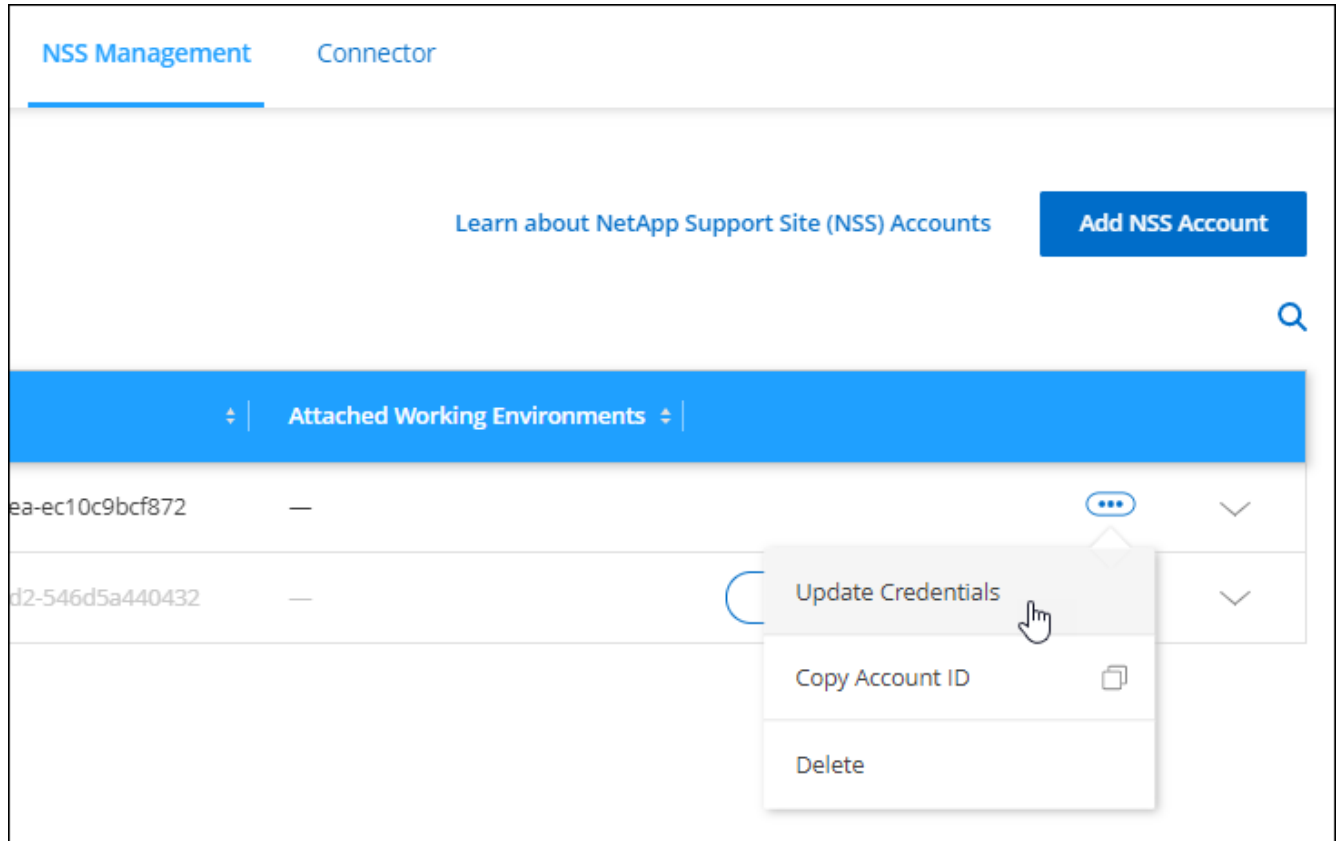 NSS Management Connector
Learn about NetApp Support Site (NSS) Accounts Add NSS Account
Attached Working Environments
ea-ec10c9bcf872 —
d2-546d5a440432 —
Update Credentials
Copy Account ID
Delete